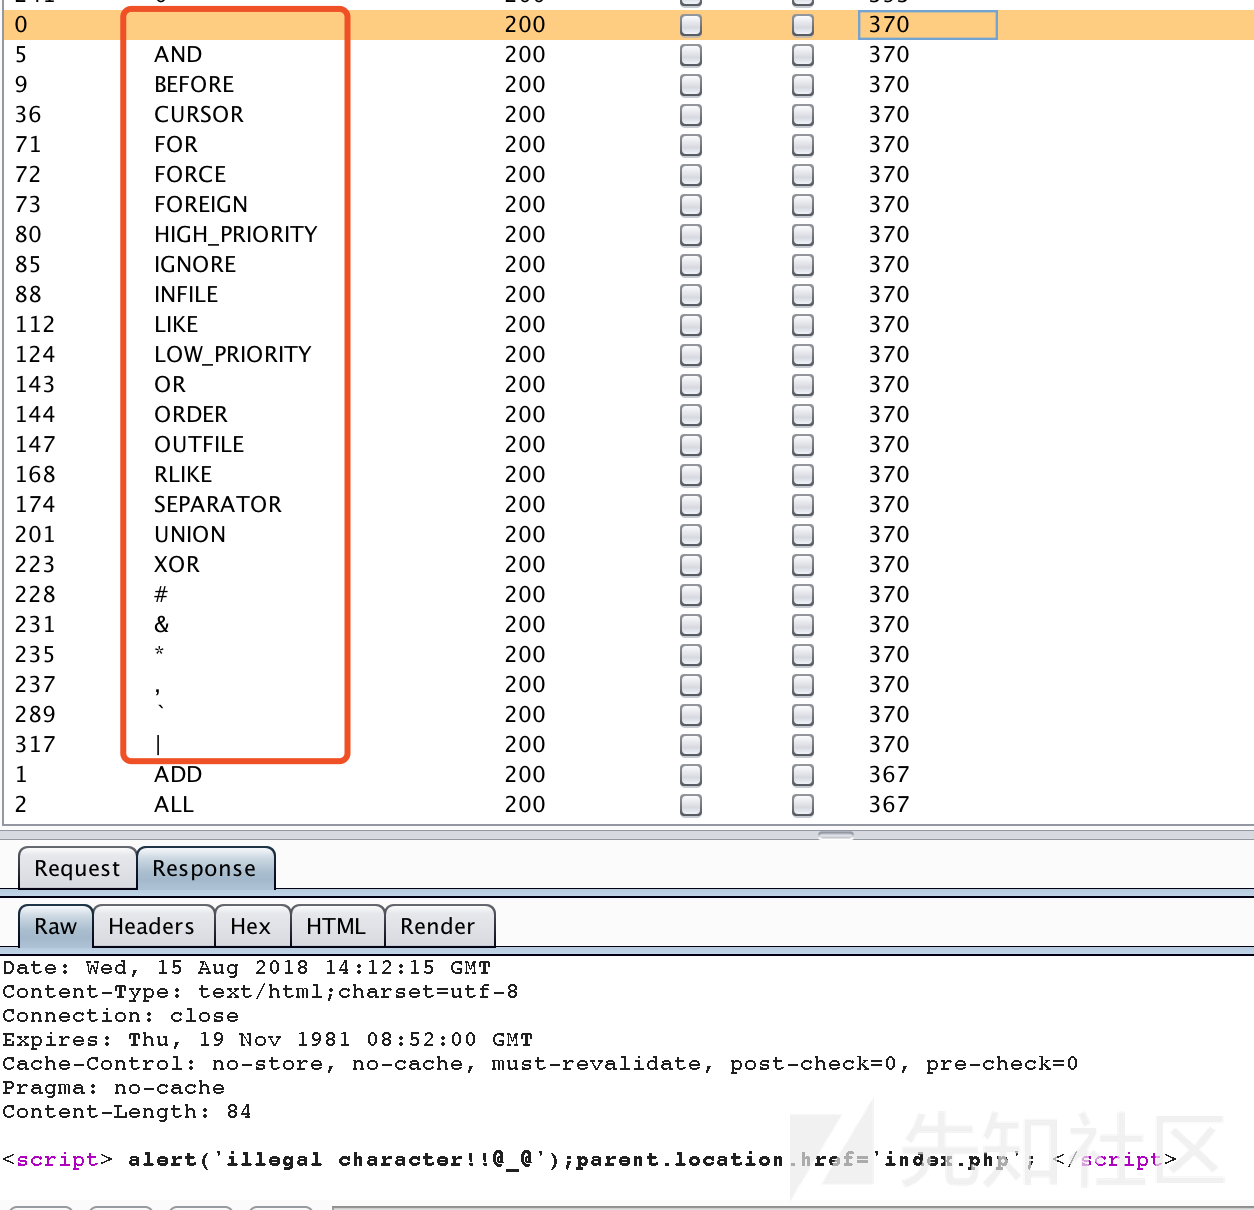 0 200 370
5 AND 200 370
9 BEFORE 200 370
36 CURSOR 200 370
71 FOR 200 370
72 FORCE 200 370
73 FOREIGN 200 370
80 HIGH_PRIORITY 200 370
85 IGNORE 200 370
88 INFILE 200 370
112 LIKE 200 370
124 LOW_PRIORITY 200 370
143 OR 200 370
144 ORDER 200 370
147 OUTFILE 200 370
168 RLIKE 200 370
174 SEPARATOR 200 370
201 UNION 200 370
223 XOR 200 370
228 # 200 370
231 & 200 370
235 * 200 370
237 , 200 370
289 ` 200 370
317 | 200 370
1 ADD 200 367
2 ALL 200 367
Request Response
Raw Headers Hex HTML Render
Date: Wed, 15 Aug 2018 14:12:15 GMT
Content-Type: text/html;charset=utf-8
Connection: close
Expires: Thu, 19 Nov 1981 08:52:00 GMT
Cache-Control: no-store, no-cache, must-revalidate, post-check=0, pre-check=0
Pragma: no-cache
Content-Length: 84
<script> alert('illegal character!!@_@');parent.location.href='index.php'; </script>
先知社区